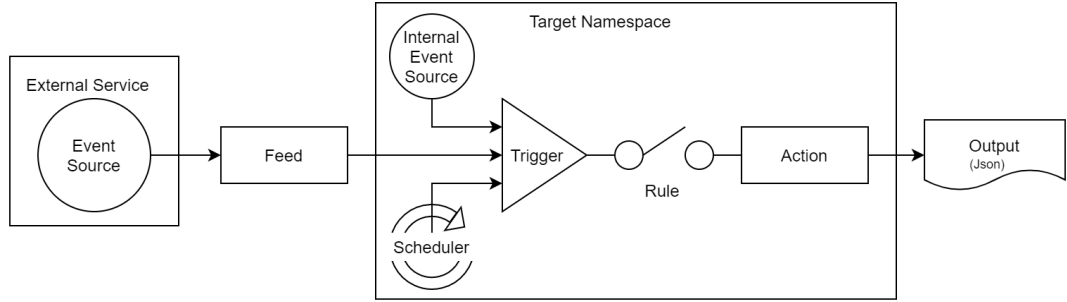 Target Namespace
Internal
Event
Source
External Service
Event
Source
Feed
Trigger
Rule
Action
Output
(Json)
Scheduler